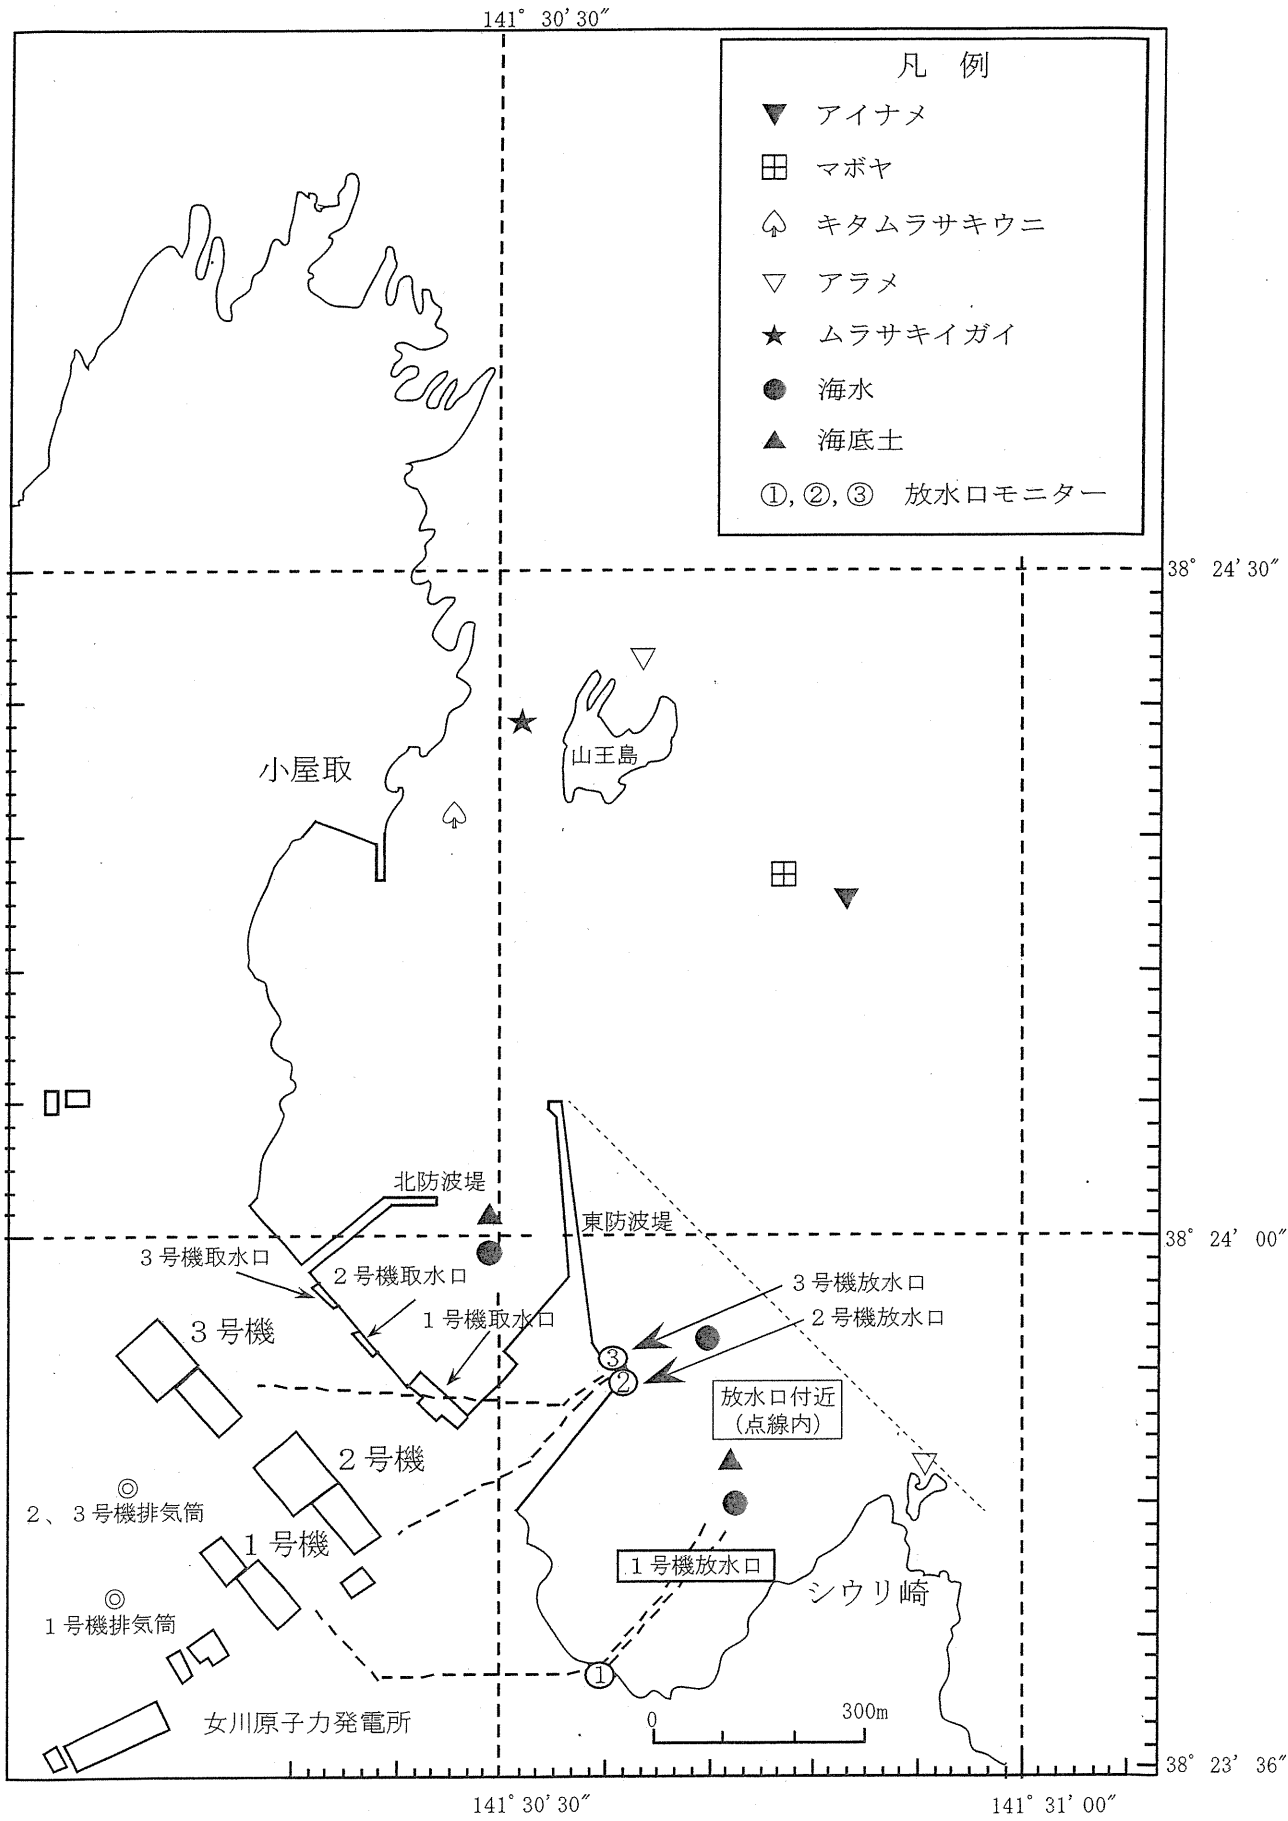 141° 30′30″
凡 例
アイナメ
マボヤ
キタムラサキウニ
アラメ
ムラサキイガイ
海水
海底土
①,②,③ 放水口モニター
38° 24′30″
山王島
小屋取
北防波堤
東防波堤
38° 24′00″
3号機取水口
2号機取水口
1号機取水口
3号機放水口
2号機放水口
3号機
③
②
放水口付近
(点線内)
2号機
2、3号機排気筒
1号機
1号機放水口
シウリ崎
1号機排気筒
①
女川原子力発電所
0
300m
38° 23′36″
141° 30′30″
141° 31′00″